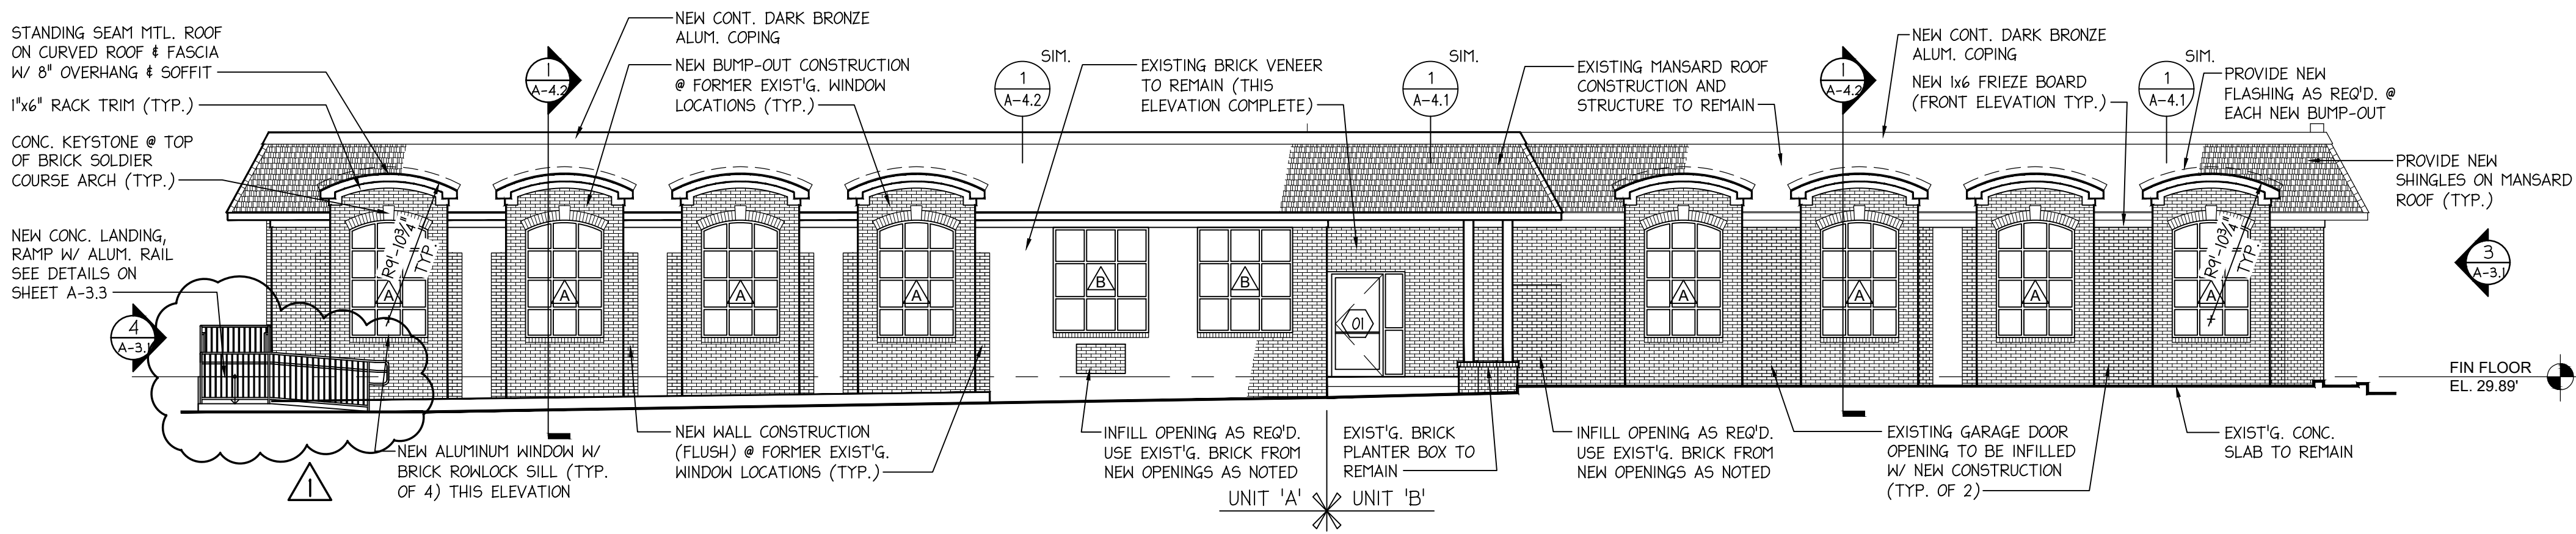 STANDING SEAM MTL. ROOF
ON CURVED ROOF & FASCIA
W/ 8" OVERHANG & SOFFIT
1"x6" RACK TRIM (TYP.)
CONC. KEYSTONE @ TOP
OF BRICK SOLDIER
COURSE ARCH (TYP.)
NEW CONC. LANDING,
RAMP W/ ALUM. RAIL
SEE DETAILS ON
SHEET A-3.3
4
A-3.1
1
A-4.2
NEW CONT. DARK BRONZE
ALUM. COPING
NEW BUMP-OUT CONSTRUCTION
@ FORMER EXIST'G. WINDOW
LOCATIONS (TYP.)
SIM.
1
A-4.2
EXISTING BRICK VENEER
TO REMAIN (THIS
ELEVATION COMPLETE)
SIM.
1
A-4.1
EXISTING MANSARD ROOF
CONSTRUCTION AND
STRUCTURE TO REMAIN
1
A-4.2
NEW CONT. DARK BRONZE
ALUM. COPING
NEW 1x6 FRIEZE BOARD
(FRONT ELEVATION TYP.)
SIM.
1
A-4.1
PROVIDE NEW
FLASHING AS REQ'D. @
EACH NEW BUMP-OUT
PROVIDE NEW
SHINGLES ON MANSARD
ROOF (TYP.)
3
A-3.1
R9'-10¾"
TYP.
A
A
A
A
B
B
01
A
A
A
A
R9'-10¾"
TYP.
FIN FLOOR
EL. 29.89'
1
NEW ALUMINUM WINDOW W/
BRICK ROWLOCK SILL (TYP.
OF 4) THIS ELEVATION
NEW WALL CONSTRUCTION
(FLUSH) @ FORMER EXIST'G.
WINDOW LOCATIONS (TYP.)
INFILL OPENING AS REQ'D.
USE EXIST'G. BRICK FROM
NEW OPENINGS AS NOTED
EXIST'G. BRICK
PLANTER BOX TO
REMAIN
UNIT 'A'
UNIT 'B'
INFILL OPENING AS REQ'D.
USE EXIST'G. BRICK FROM
NEW OPENINGS AS NOTED
EXISTING GARAGE DOOR
OPENING TO BE INFILLED
W/ NEW CONSTRUCTION
(TYP. OF 2)
EXIST'G. CONC.
SLAB TO REMAIN